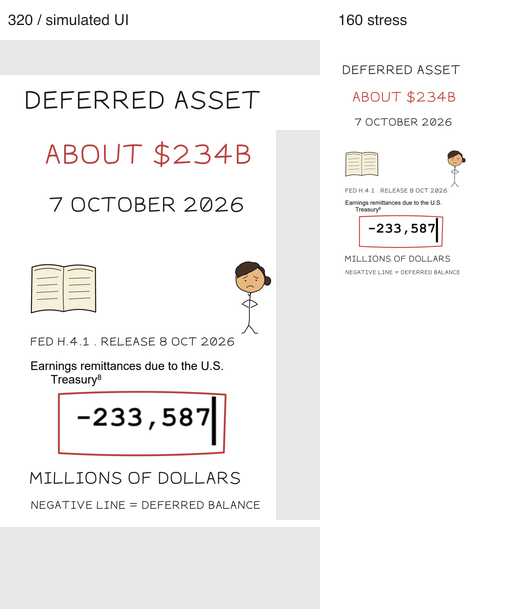 320 / simulated UI
DEFERRED ASSET
ABOUT $234B
7 OCTOBER 2026
FED H.4.1 . RELEASE 8 OCT 2026
Earnings remittances due to the U.S.
Treasury⁸
-233,587
MILLIONS OF DOLLARS
NEGATIVE LINE = DEFERRED BALANCE
160 stress
DEFERRED ASSET
ABOUT $234B
7 OCTOBER 2026
FED H.4.1 . RELEASE 8 OCT 2026
Earnings remittances due to the U.S.
Treasury⁸
-233,587
MILLIONS OF DOLLARS
NEGATIVE LINE = DEFERRED BALANCE